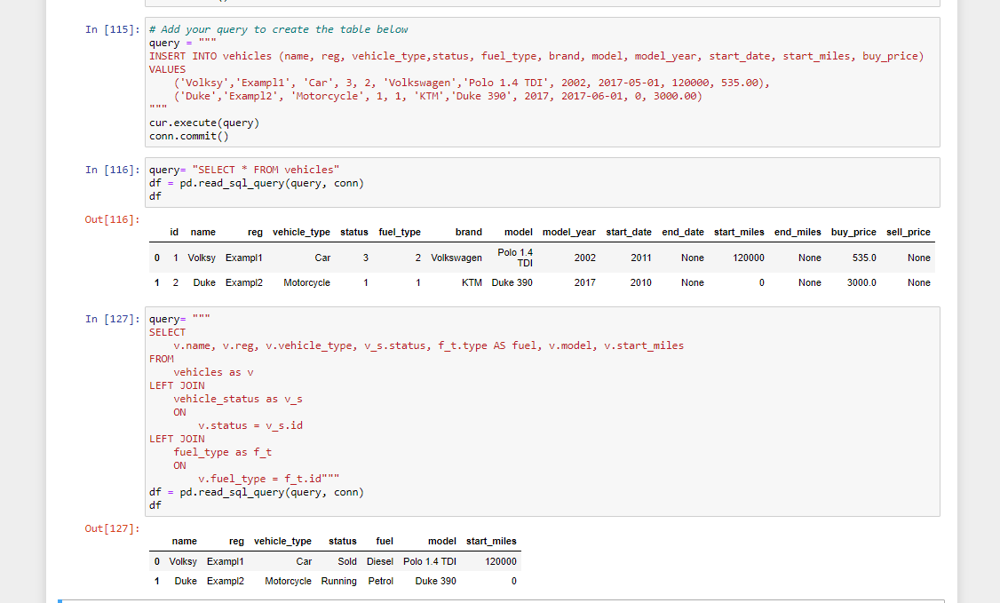 In [115]: # Add your query to create the table below
query = """
INSERT INTO vehicles (name, reg, vehicle_type,status, fuel_type, brand, model, model_year, start_date, start_miles, buy_price)
VALUES
('Volksy','Exampl1', 'Car', 3, 2, 'Volkswagen','Polo 1.4 TDI', 2002, 2017-05-01, 120000, 535.00),
('Duke','Exampl2', 'Motorcycle', 1, 1, 'KTM','Duke 390', 2017, 2017-06-01, 0, 3000.00)
"""
cur.execute(query)
conn.commit()
In [116]: query= "SELECT * FROM vehicles"
df = pd.read_sql_query(query, conn)
df
Out[116]:
id name reg vehicle_type status fuel_type brand model model_year start_date end_date start_miles end_miles buy_price sell_price
0 1 Volksy Exampl1 Car 3 2 Volkswagen Polo 1.4 TDI 2002 2011 None 120000 None 535.0 None
1 2 Duke Exampl2 Motorcycle 1 1 KTM Duke 390 2017 2010 None 0 None 3000.0 None
In [127]: query= """
SELECT
v.name, v.reg, v.vehicle_type, v_s.status, f_t.type AS fuel, v.model, v.start_miles
FROM
vehicles as v
LEFT JOIN
vehicle_status as v_s
ON
v.status = v_s.id
LEFT JOIN
fuel_type as f_t
ON
v.fuel_type = f_t.id"""
df = pd.read_sql_query(query, conn)
df
Out[127]:
name reg vehicle_type status fuel model start_miles
0 Volksy Exampl1 Car Sold Diesel Polo 1.4 TDI 120000
1 Duke Exampl2 Motorcycle Running Petrol Duke 390 0